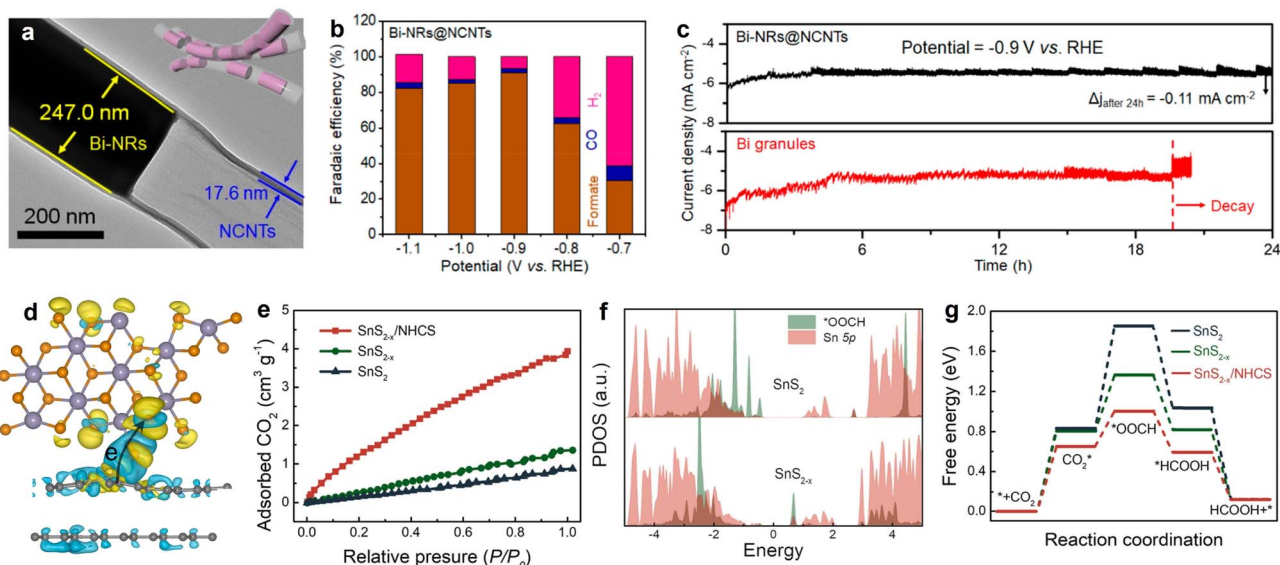 a
247.0 nm
Bi-NRs
17.6 nm
NCNTs
200 nm
b
Bi-NRs@NCNTs
Faradaic efficiency (%)
100
80
60
40
20
0
H2
CO
Formate
-1.1
-1.0
-0.9
-0.8
-0.7
Potential (V vs. RHE)
c
Bi-NRs@NCNTs
Potential = -0.9 V vs. RHE
Δj after 24h = -0.11 mA cm-2
Bi granules
Decay
Current density (mA cm-2)
-4
-6
-8
-4
-6
-8
0
6
12
18
24
Time (h)
d
e
e
SnS2-x/NHCS
SnS2-x
SnS2
Adsorbed CO2 (cm3 g-1)
5
4
3
2
1
0
0.0
0.2
0.4
0.6
0.8
1.0
Relative presure (P/P0)
f
*OOCH
Sn 5p
SnS2
SnS2-x
PDOS (a.u.)
-4
-2
0
2
4
Energy
g
SnS2
SnS2-x
SnS2-x/NHCS
Free energy (eV)
2.0
1.6
1.2
0.8
0.4
0.0
*+CO2
CO2*
*OOCH
*HCOOH
HCOOH+*
Reaction coordination